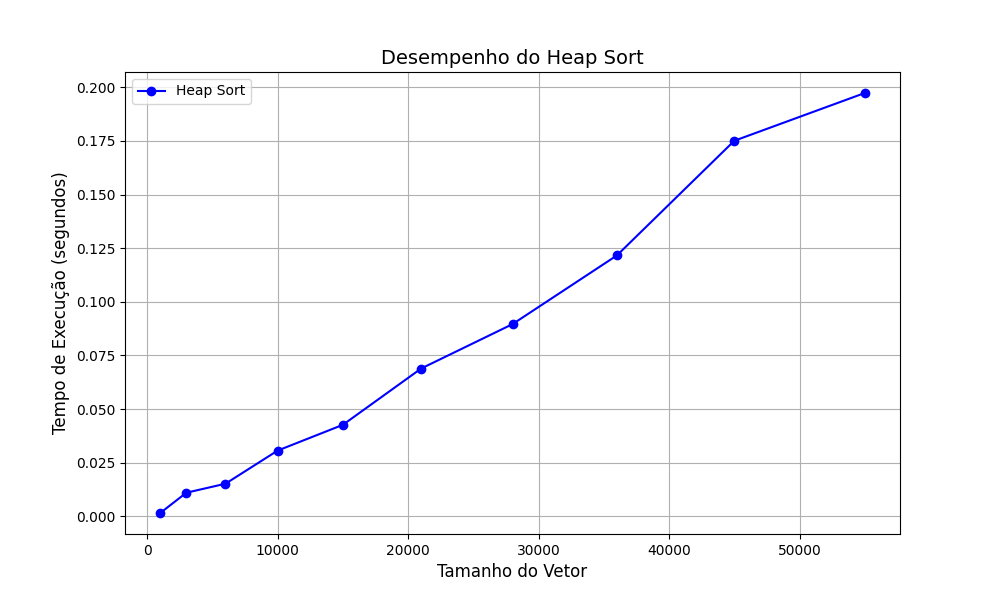 Desempenho do Heap Sort
Heap Sort
Tempo de Execução (segundos)
0.200
0.175
0.150
0.125
0.100
0.075
0.050
0.025
0.000
0 10000 20000 30000 40000 50000
Tamanho do Vetor